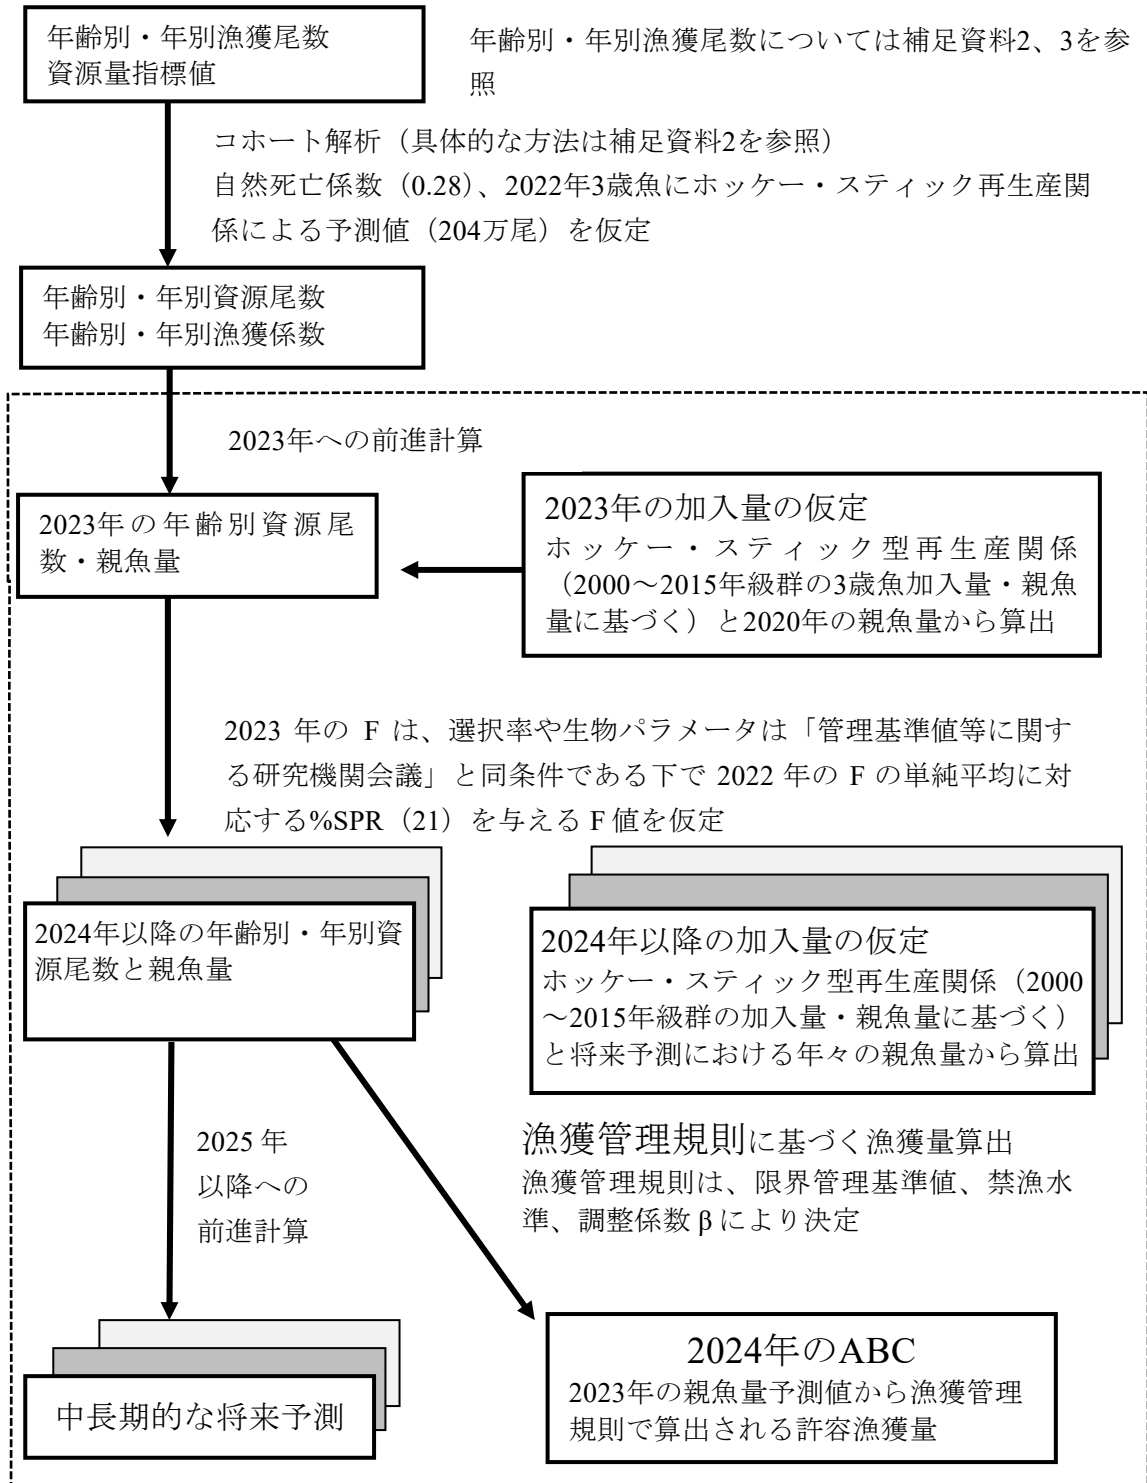 年齢別・年別漁獲尾数
資源量指標値
年齢別・年別漁獲尾数については補足資料2、3を参
照
コホート解析（具体的な方法は補足資料2を参照）
自然死亡係数（0.28）、2022年3歳魚にホッケー・スティック再生産関
係による予測値（204万尾）を仮定
年齢別・年別資源尾数
年齢別・年別漁獲係数
2023年への前進計算
2023年の年齢別資源尾
数・親魚量
2023年の加入量の仮定
ホッケー・スティック型再生産関係
（2000～2015年級群の3歳魚加入量・親魚
量に基づく）と2020年の親魚量から算出
2023 年の F は、選択率や生物パラメータは「管理基準値等に関す
る研究機関会議」と同条件である下で 2022 年の F の単純平均に対
応する%SPR（21）を与える F 値を仮定
2024年以降の年齢別・年別資
源尾数と親魚量
2024年以降の加入量の仮定
ホッケー・スティック型再生産関係（2000
～2015年級群の加入量・親魚量に基づく）
と将来予測における年々の親魚量から算出
2025 年
以降への
前進計算
漁獲管理規則に基づく漁獲量算出
漁獲管理規則は、限界管理基準値、禁漁水
準、調整係数 β により決定
中長期的な将来予測
2024年のABC
2023年の親魚量予測値から漁獲管理
規則で算出される許容漁獲量